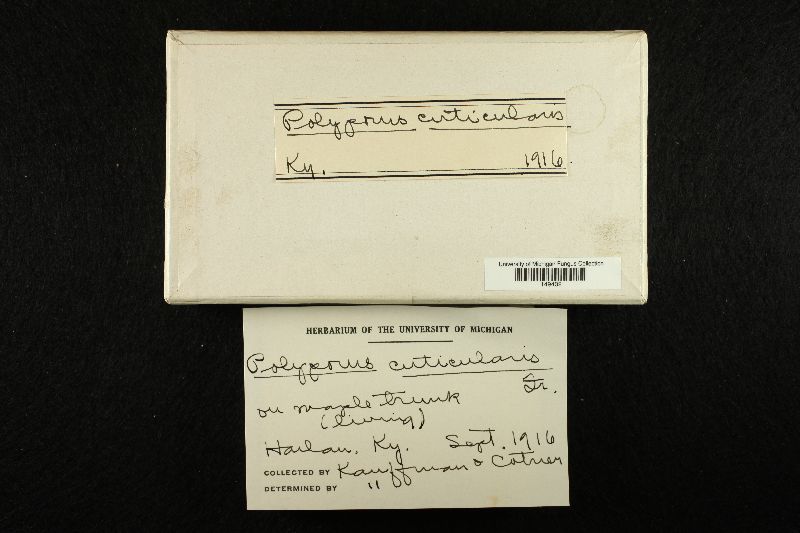 Polyporus cuticularis
Ky. 1916.
University of Michigan Fungus Collection
149438
HERBARIUM OF THE UNIVERSITY OF MICHIGAN
Polyporus cuticularis
Fr.
on maple trunk
(living)
Harlan, Ky. Sept. 1916
COLLECTED BY Kauffman & Cotner
DETERMINED BY "